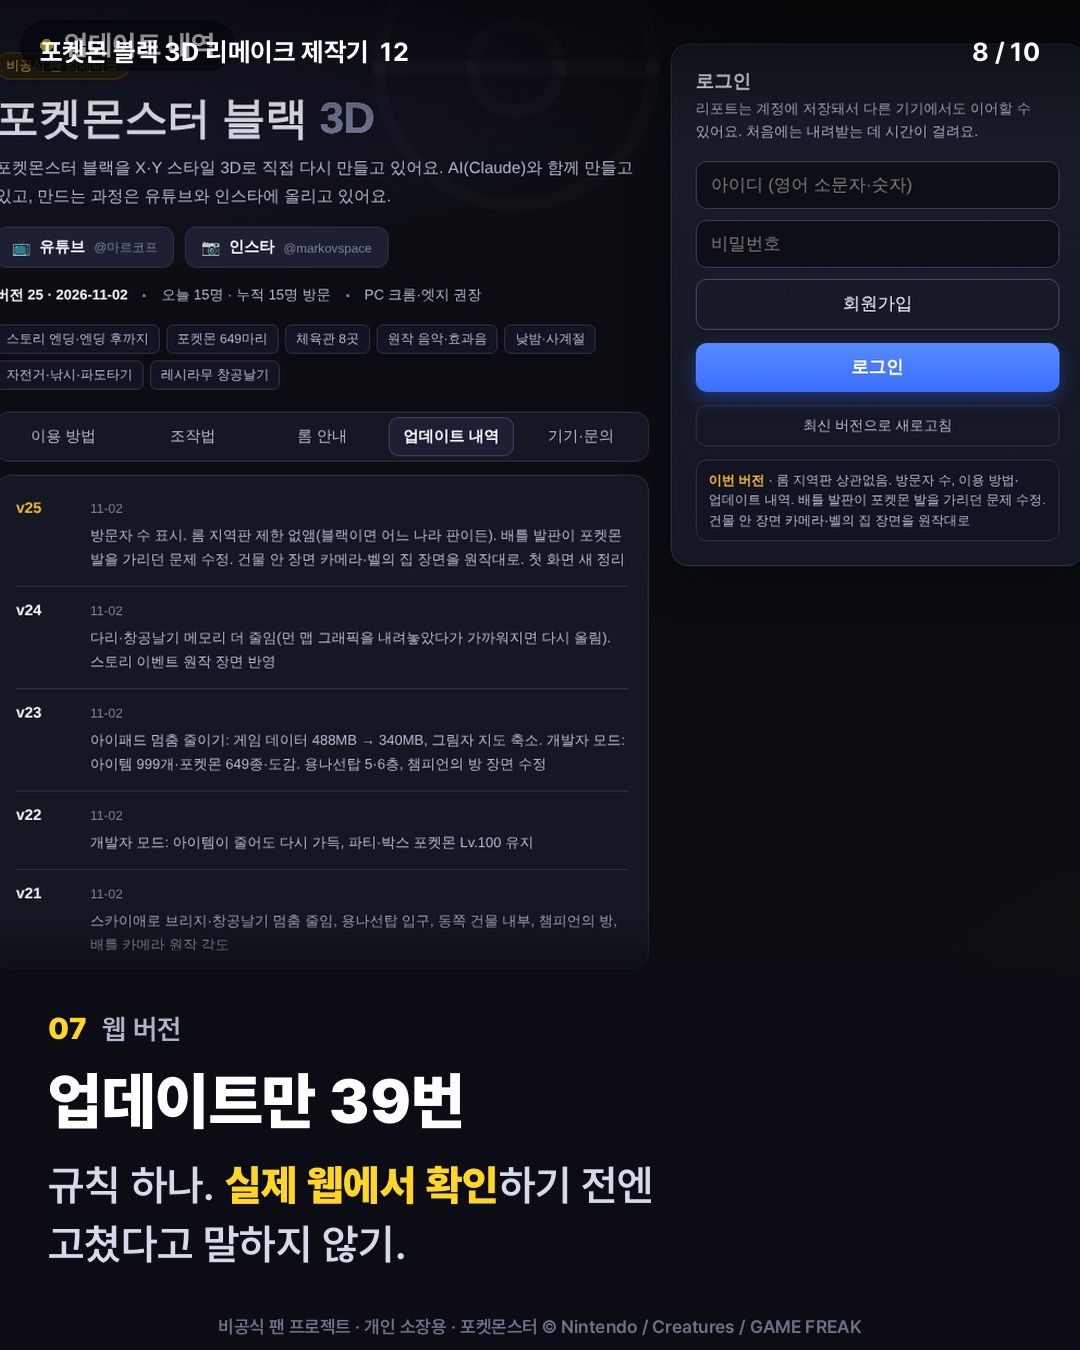 업데이트 내역
포켓몬 블랙 3D 리메이크 제작기 12
8 / 10
포켓몬스터 블랙 3D
포켓몬스터 블랙을 X·Y 스타일 3D로 직접 다시 만들고 있어요. AI(Claude)와 함께 만들고
있고, 만드는 과정은 유튜브와 인스타에 올리고 있어요.
📺 유튜브 @마르코프
📷 인스타 @markovspace
버전 25 · 2026-11-02 · 오늘 15명 · 누적 15명 방문 · PC 크롬·엣지 권장
스토리 엔딩·엔딩 후까지
포켓몬 649마리
체육관 8곳
원작 음악·효과음
낮밤·사계절
자전거·낚시·파도타기
레시라무 창공날기
이용 방법
조작법
롬 안내
업데이트 내역
기기·문의
v25
11-02
방문자 수 표시. 롬 지역판 제한 없앰(블랙이면 어느 나라 판이든). 배틀 발판이 포켓몬
발을 가리던 문제 수정. 건물 안 장면 카메라·벨의 집 장면을 원작대로. 첫 화면 새 정리
v24
11-02
다리·창공날기 메모리 더 줄임(먼 맵 그래픽을 내려놓았다가 가까워지면 다시 올림).
스토리 이벤트 원작 장면 반영
v23
11-02
아이패드 멈춤 줄이기: 게임 데이터 488MB → 340MB, 그림자 지도 축소. 개발자 모드:
아이템 999개·포켓몬 649종·도감. 용나선탑 5·6층, 챔피언의 방 장면 수정
v22
11-02
개발자 모드: 아이템이 줄어도 다시 가득, 파티·박스 포켓몬 Lv.100 유지
v21
11-02
스카이애로 브리지·창공날기 멈춤 줄임, 용나선탑 입구, 동쪽 건물 내부, 챔피언의 방,
배틀 카메라 원작 각도
로그인
리포트는 계정에 저장돼서 다른 기기에서도 이어할 수
있어요. 처음에는 내려받는 데 시간이 걸려요.
아이디 (영어 소문자·숫자)
비밀번호
회원가입
로그인
최신 버전으로 새로고침
이번 버전 · 롬 지역판 상관없음. 방문자 수, 이용 방법·
업데이트 내역. 배틀 발판이 포켓몬 발을 가리던 문제 수정.
건물 안 장면 카메라·벨의 집 장면을 원작대로
07 웹 버전
업데이트만 39번
규칙 하나. 실제 웹에서 확인하기 전엔
고쳤다고 말하지 않기.
비공식 팬 프로젝트 · 개인 소장용 · 포켓몬스터 © Nintendo / Creatures / GAME FREAK